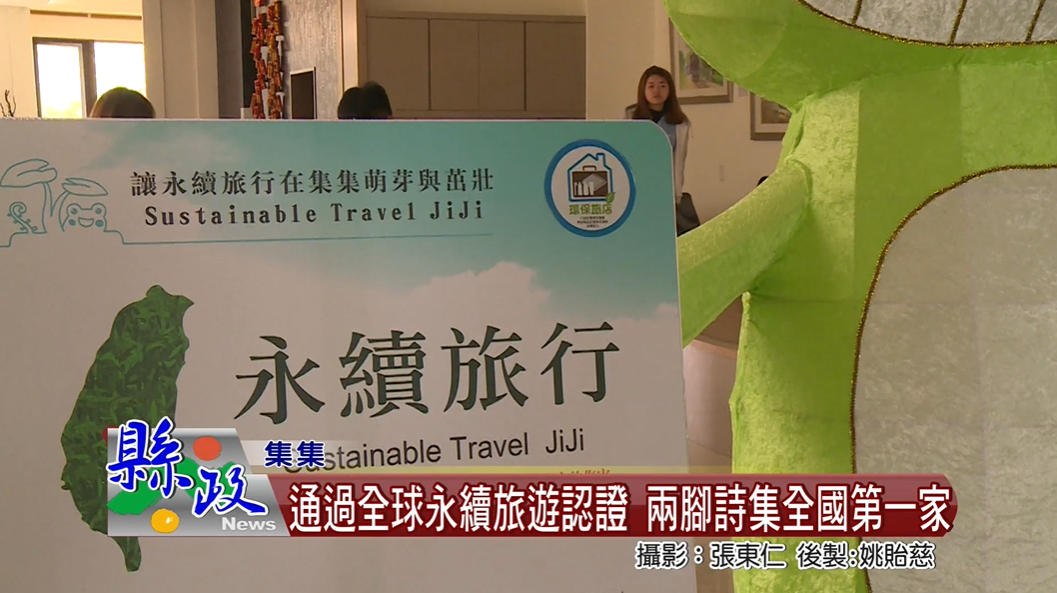 讓永續旅行在集集萌芽與茁壯
Sustainable Travel JiJi
環保旅店
永續旅行
Sustainable Travel JiJi
縣政
News
集集
通過全球永續旅遊認證 兩腳詩集全國第一家
攝影：張東仁 後製:姚貽慈